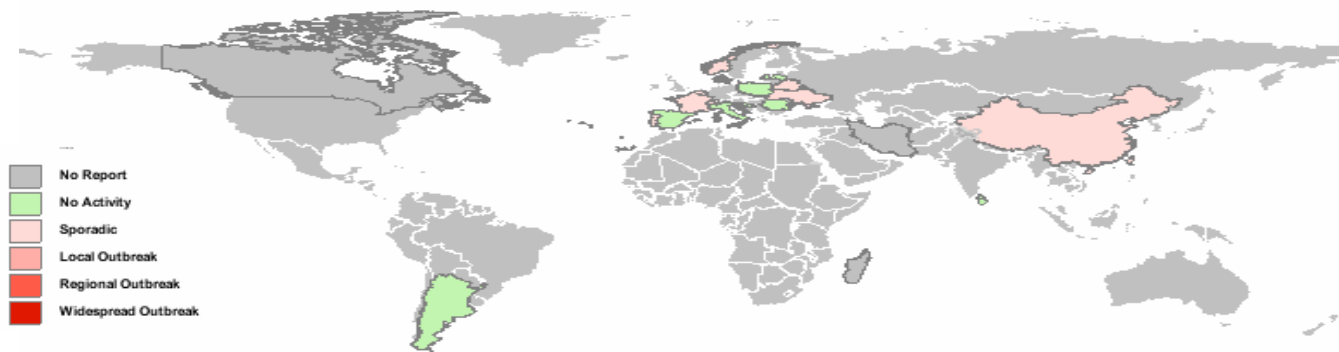 No Report
No Activity
Sporadic
Local Outbreak
Regional Outbreak
Widespread Outbreak